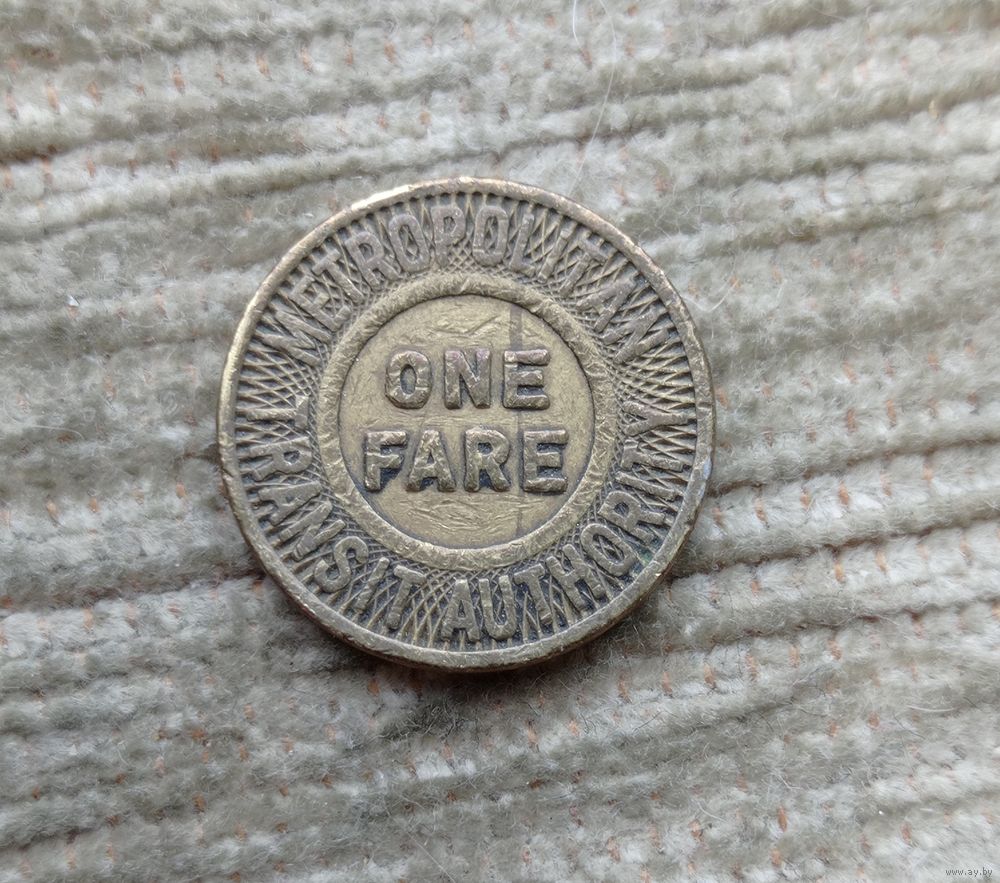 METROPOLITAN
ONE
FARE
TRANSIT AUTHORITY
www.ay.by